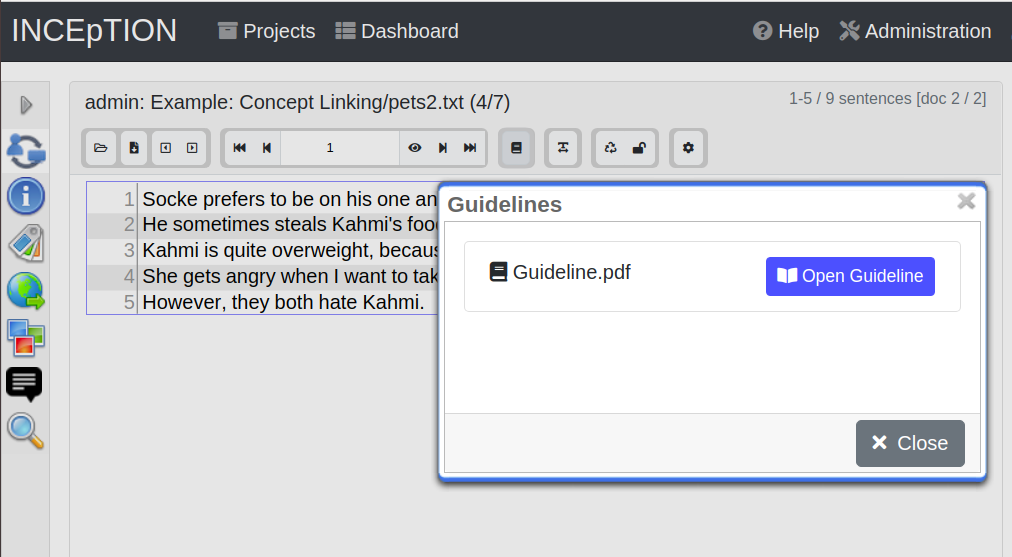 INCEpTION Projects Dashboard Help Administration
admin: Example: Concept Linking/pets2.txt (4/7) 1-5 / 9 sentences [doc 2 / 2]
1
Guidelines
1 Socke prefers to be on his one an
2 He sometimes steals Kahmi's foo
3 Kahmi is quite overweight, becaus
4 She gets angry when I want to tak
5 However, they both hate Kahmi.
Guideline.pdf Open Guideline
Close